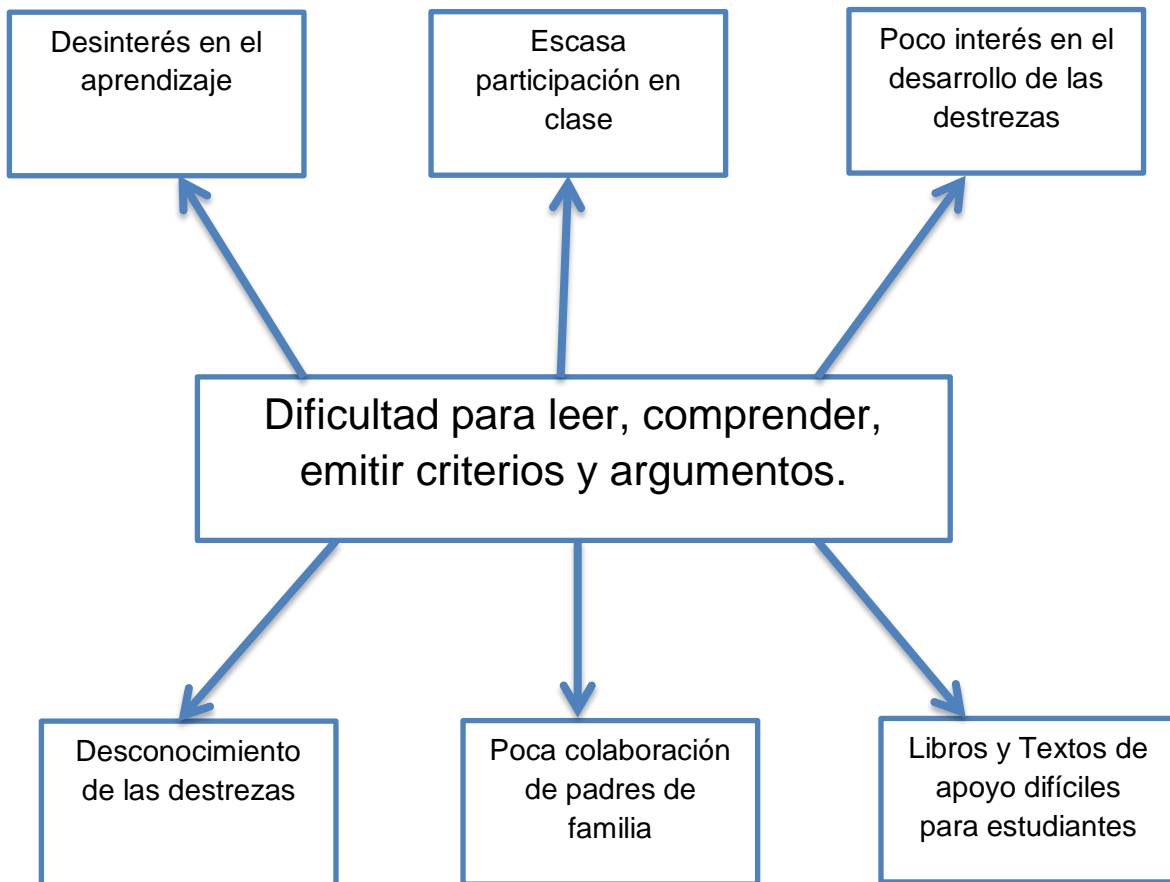 Desinterés en el
aprendizaje
Escasa
participación en
clase
Poco interés en el
desarrollo de las
destrezas
Dificultad para leer, comprender,
emitir criterios y argumentos.
Desconocimiento
de las destrezas
Poca colaboración
de padres de
familia
Libros y Textos de
apoyo difíciles
para estudiantes